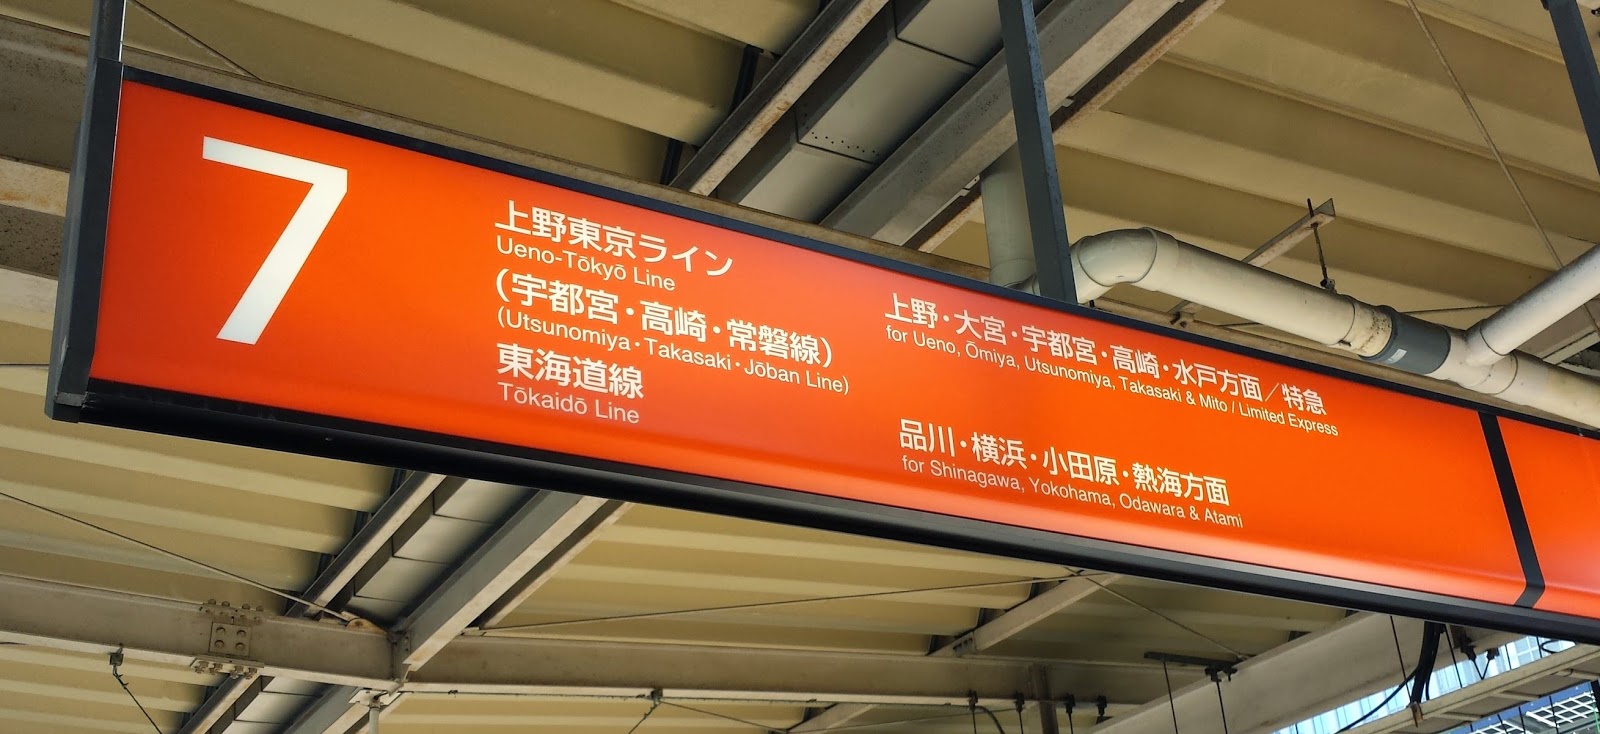 7
上野東京ライン
Ueno-Tōkyō Line
(宇都宮・高崎・常磐線)
(Utsunomiya・Takasaki・Jōban Line)
東海道線
Tōkaidō Line
上野・大宮・宇都宮・高崎・水戸方面／特急
for Ueno, Ōmiya, Utsunomiya, Takasaki & Mito / Limited Express
品川・横浜・小田原・熱海方面
for Shinagawa, Yokohama, Odawara & Atami